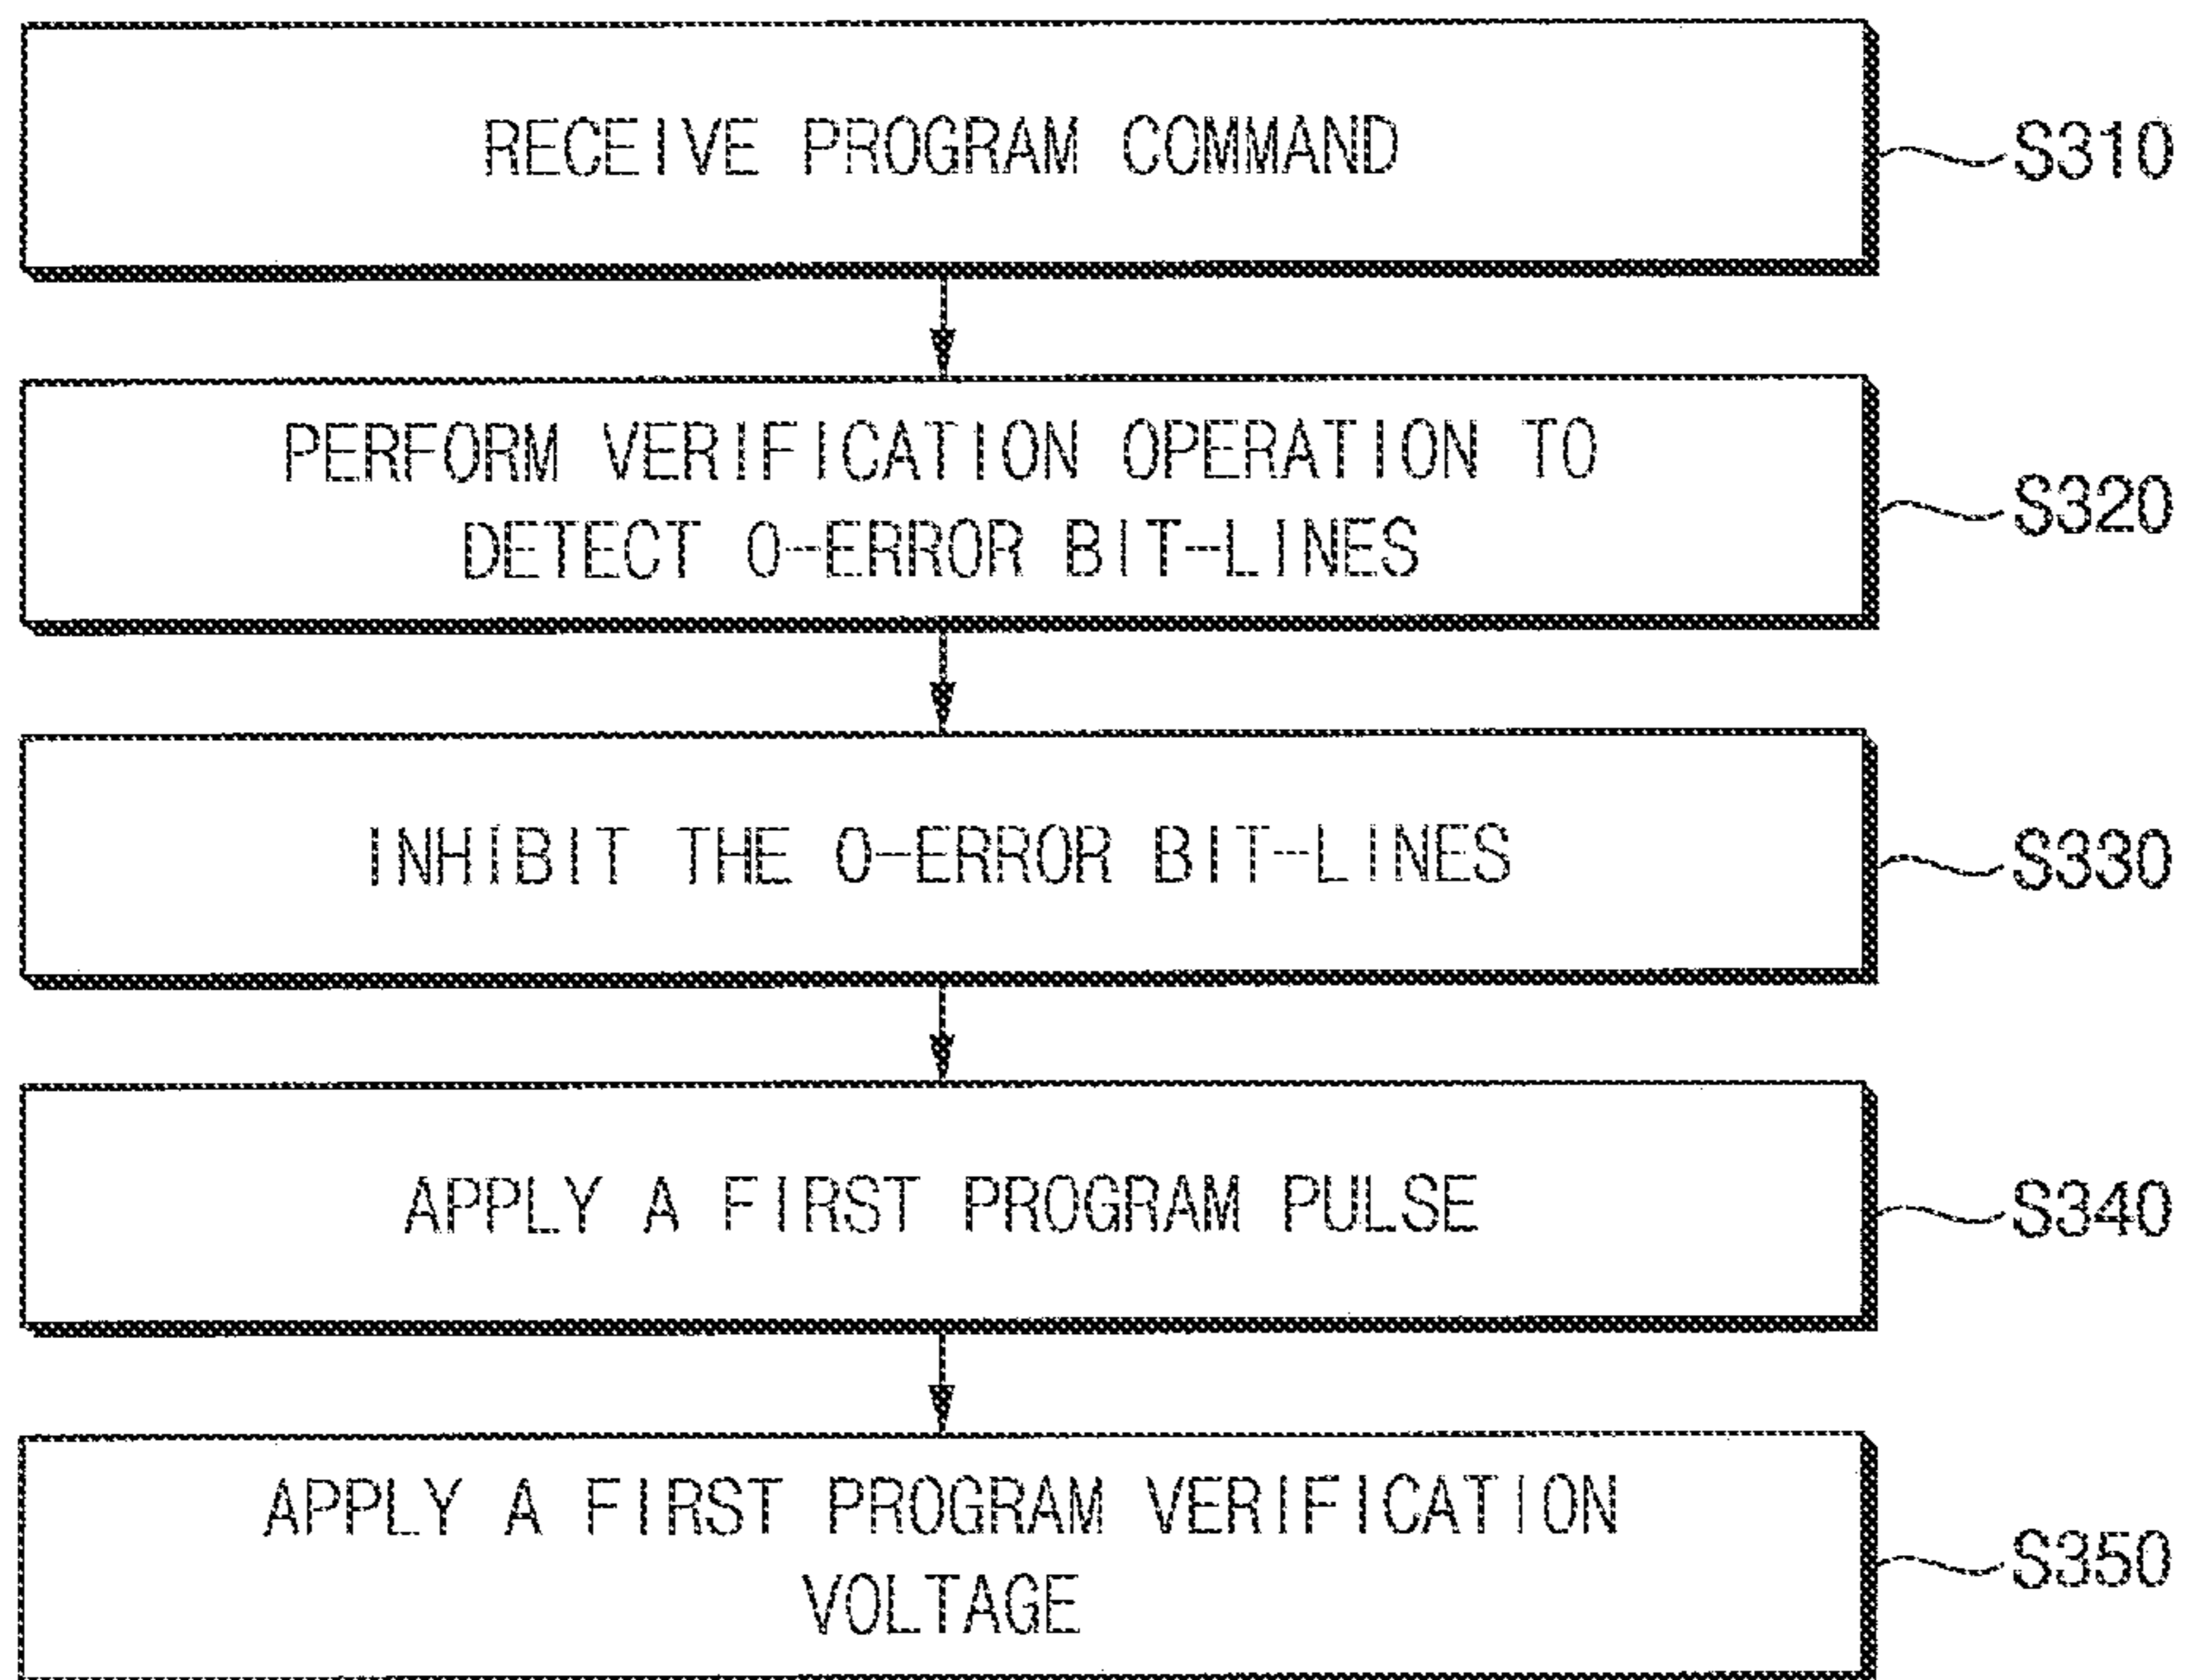 RECEIVE PROGRAM COMMAND
S310
PERFORM VERIFICATION OPERATION TO
DETECT 0-ERROR BIT-LINES
S320
INHIBIT THE 0-ERROR BIT-LINES
S330
APPLY A FIRST PROGRAM PULSE
S340
APPLY A FIRST PROGRAM VERIFICATION
VOLTAGE
S350